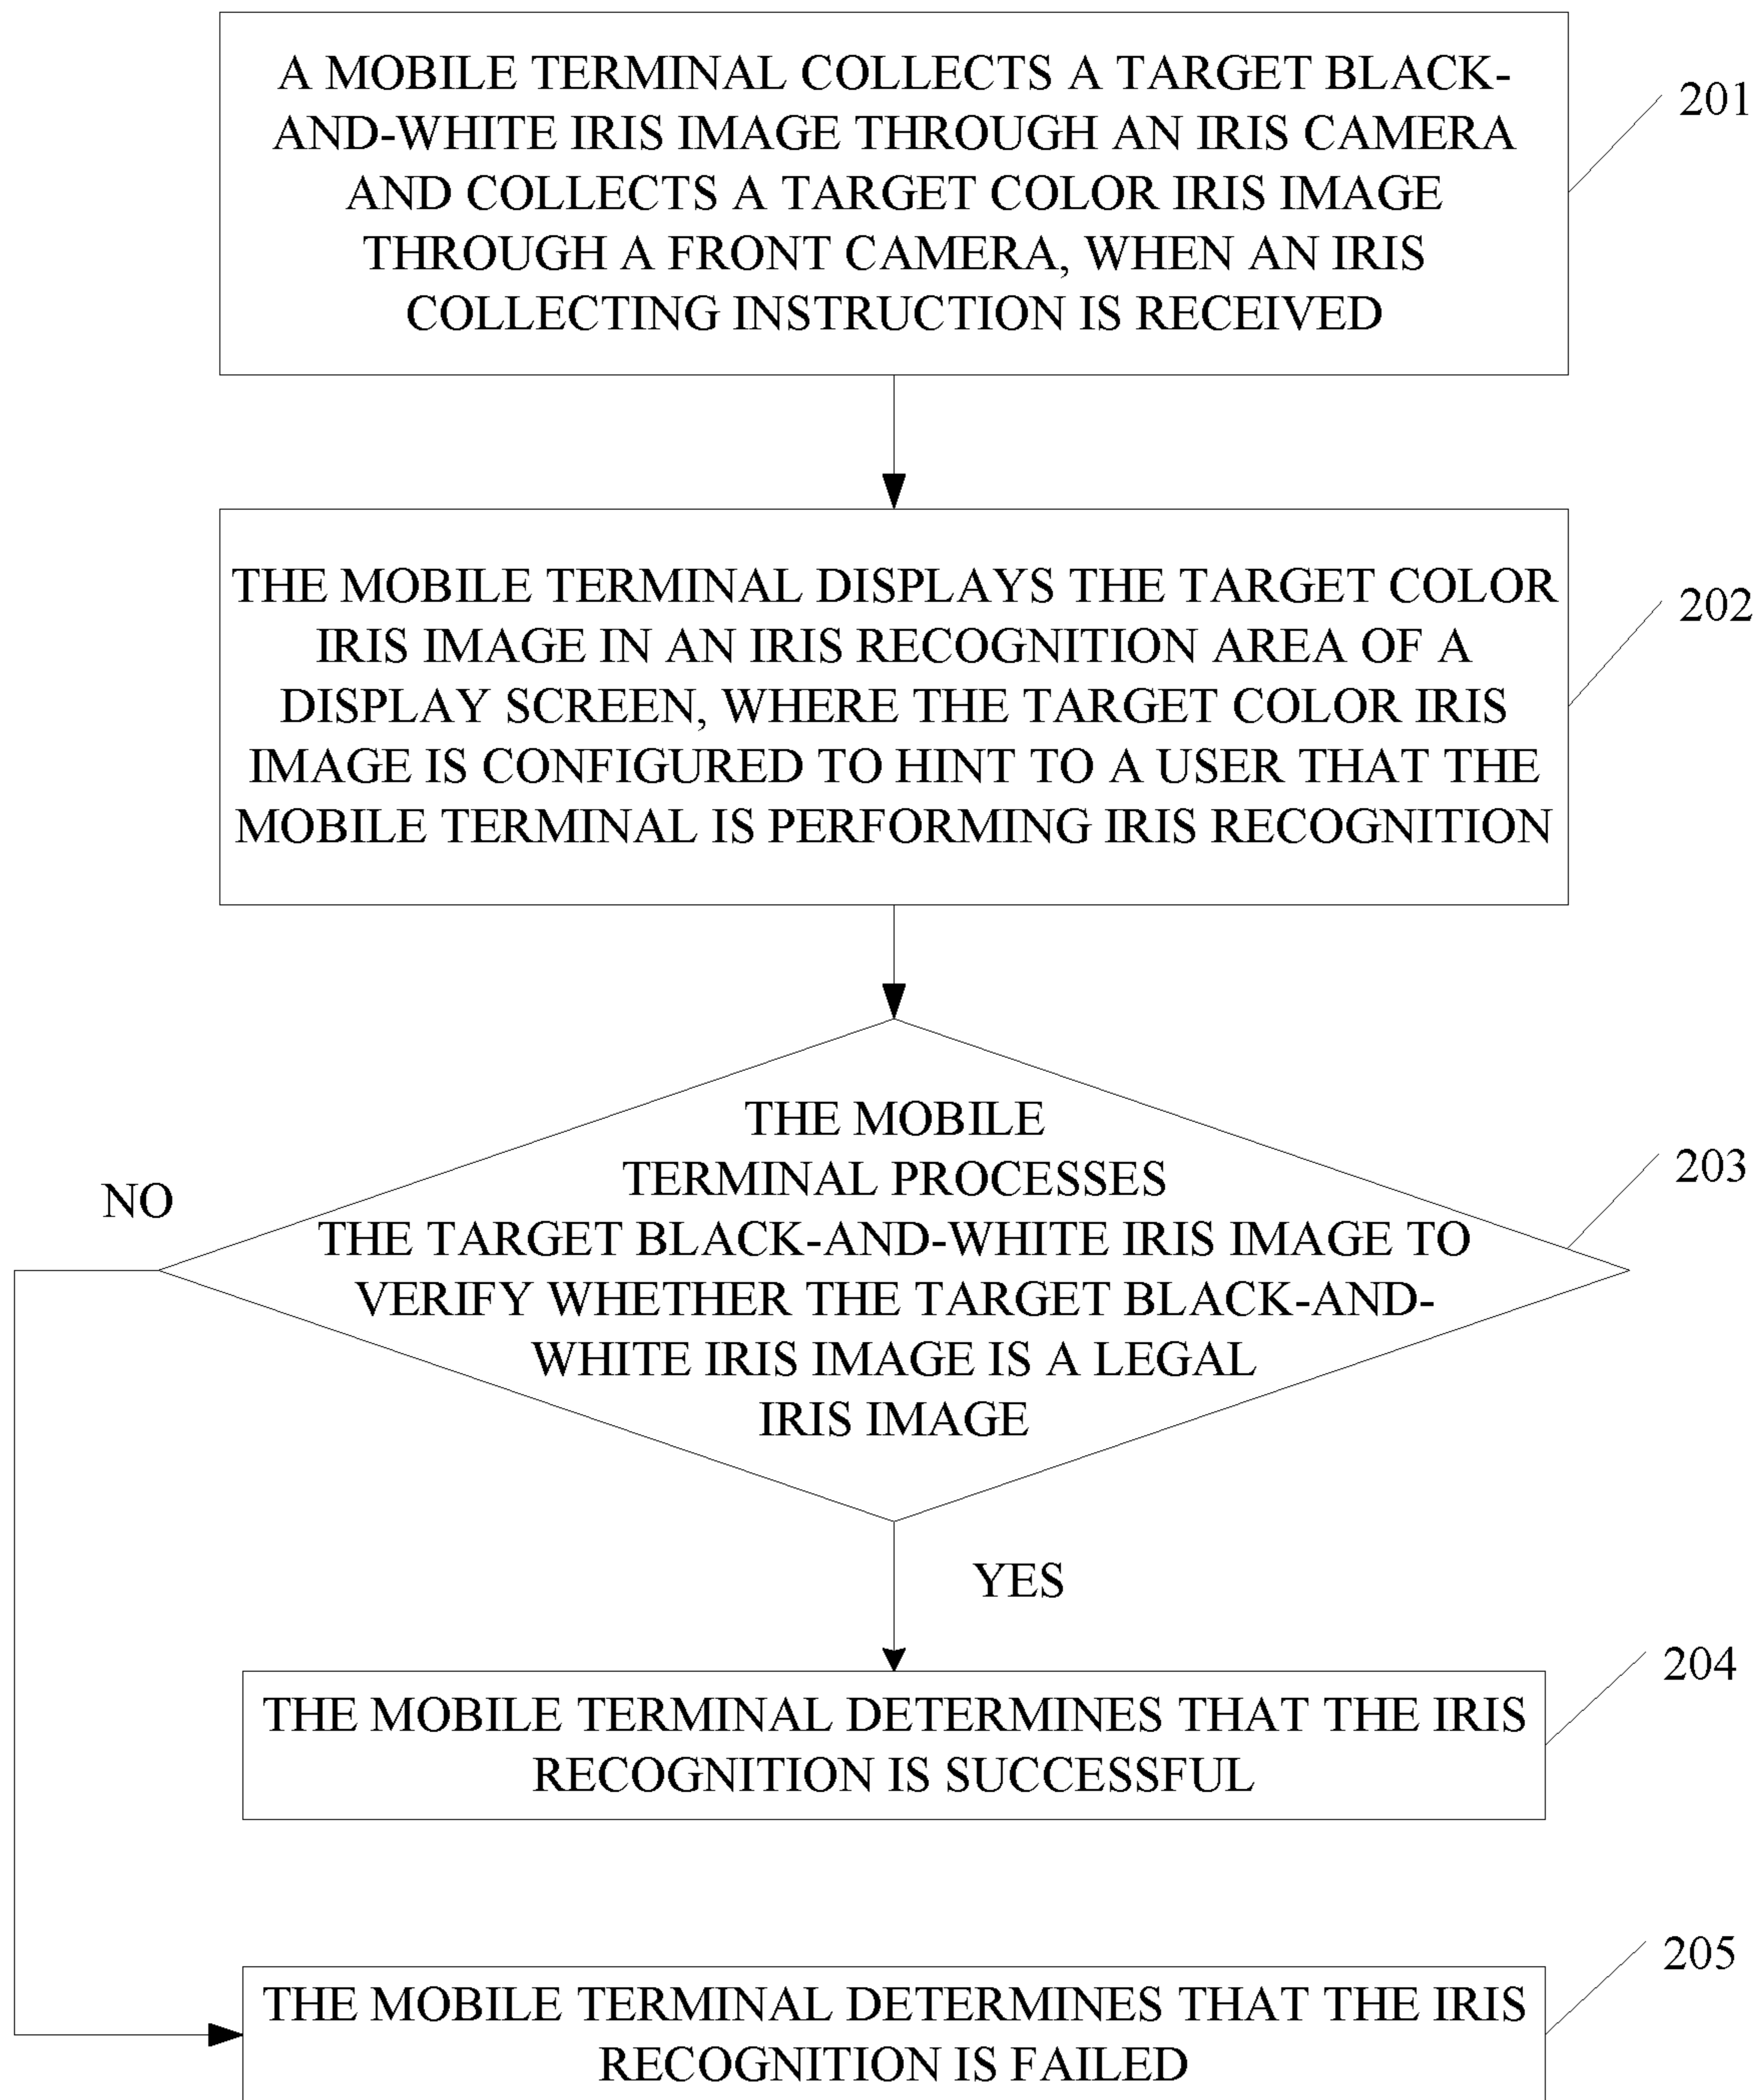 A MOBILE TERMINAL COLLECTS A TARGET BLACK-
AND-WHITE IRIS IMAGE THROUGH AN IRIS CAMERA
AND COLLECTS A TARGET COLOR IRIS IMAGE
THROUGH A FRONT CAMERA, WHEN AN IRIS
COLLECTING INSTRUCTION IS RECEIVED
201
THE MOBILE TERMINAL DISPLAYS THE TARGET COLOR
IRIS IMAGE IN AN IRIS RECOGNITION AREA OF A
DISPLAY SCREEN, WHERE THE TARGET COLOR IRIS
IMAGE IS CONFIGURED TO HINT TO A USER THAT THE
MOBILE TERMINAL IS PERFORMING IRIS RECOGNITION
202
THE MOBILE
TERMINAL PROCESSES
THE TARGET BLACK-AND-WHITE IRIS IMAGE TO
VERIFY WHETHER THE TARGET BLACK-AND-
WHITE IRIS IMAGE IS A LEGAL
IRIS IMAGE
203
NO
YES
THE MOBILE TERMINAL DETERMINES THAT THE IRIS
RECOGNITION IS SUCCESSFUL
204
THE MOBILE TERMINAL DETERMINES THAT THE IRIS
RECOGNITION IS FAILED
205